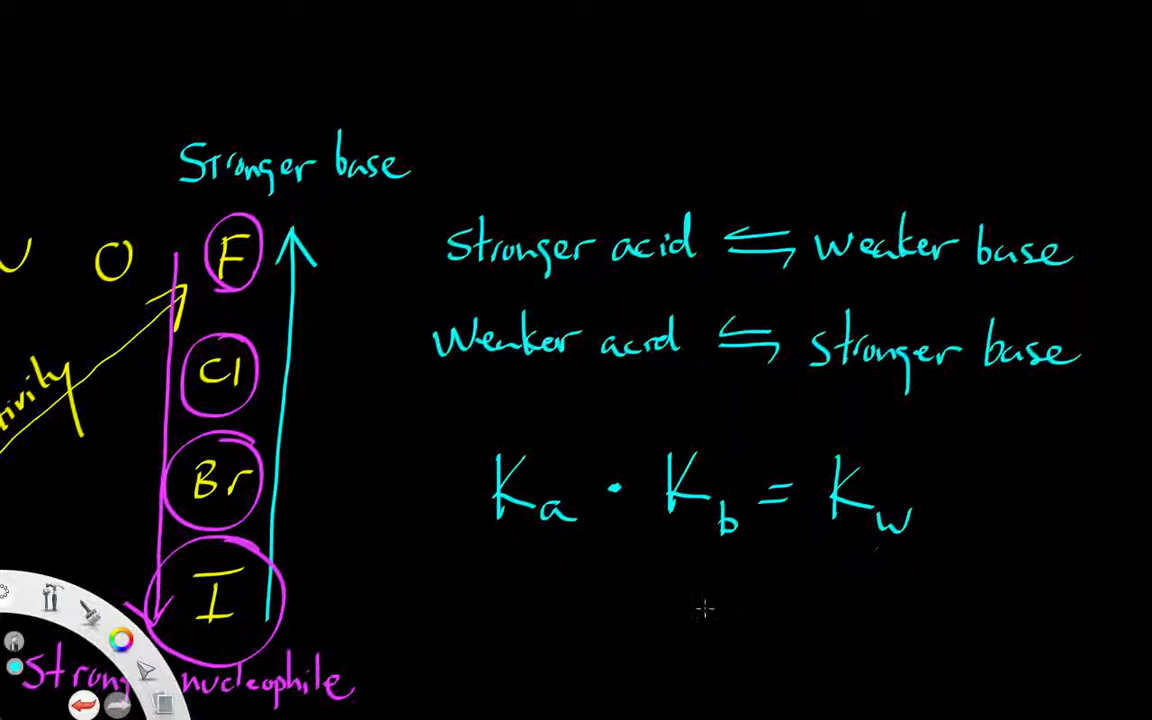 Stronger base
O F
Cl
Br
I
nucleophile
Stronger acid ⇋ weaker base
Weaker acid ⇋ stronger base
Ka · Kb = Kw